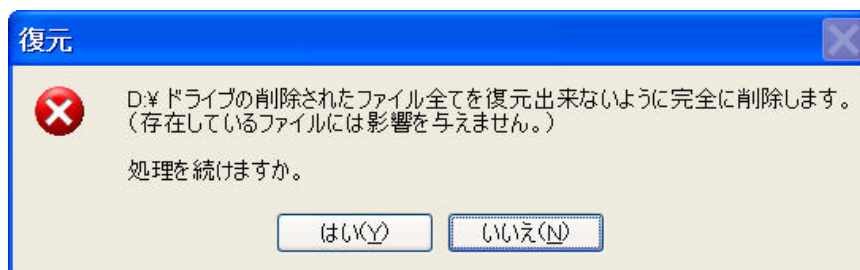 復元
D:¥ ドライブの削除されたファイル全てを復元出来ないように完全に削除します。
（存在しているファイルには影響を与えません。）
処理を続けますか。
はい(Y)
いいえ(N)